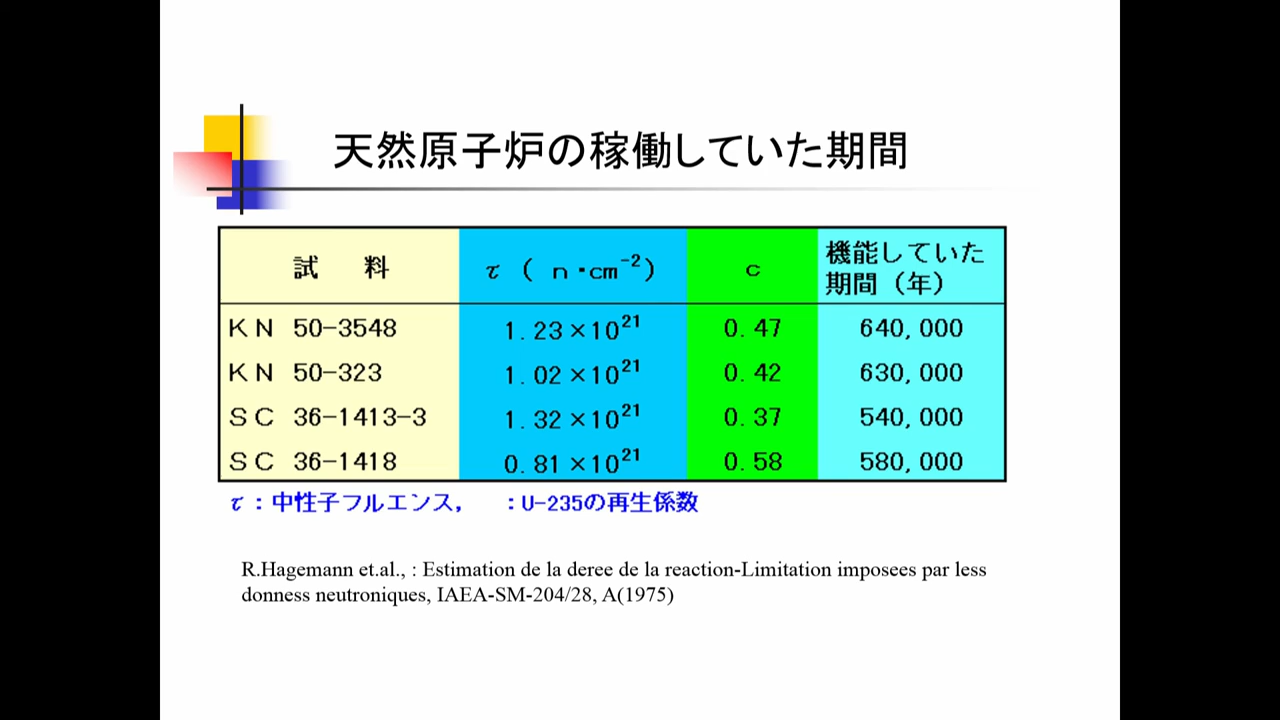 天然原子炉の稼働していた期間
試 料 τ ( n・cm⁻²) c 機能していた期間 (年)
KN 50-3548 1.23×10²¹ 0.47 640,000
KN 50-323 1.02×10²¹ 0.42 630,000
SC 36-1413-3 1.32×10²¹ 0.37 540,000
SC 36-1418 0.81×10²¹ 0.58 580,000
τ：中性子フルエンス, ：U-235の再生係数
R.Hagemann et.al., : Estimation de la deree de la reaction-Limitation imposees par less
donness neutroniques, IAEA-SM-204/28, A(1975)